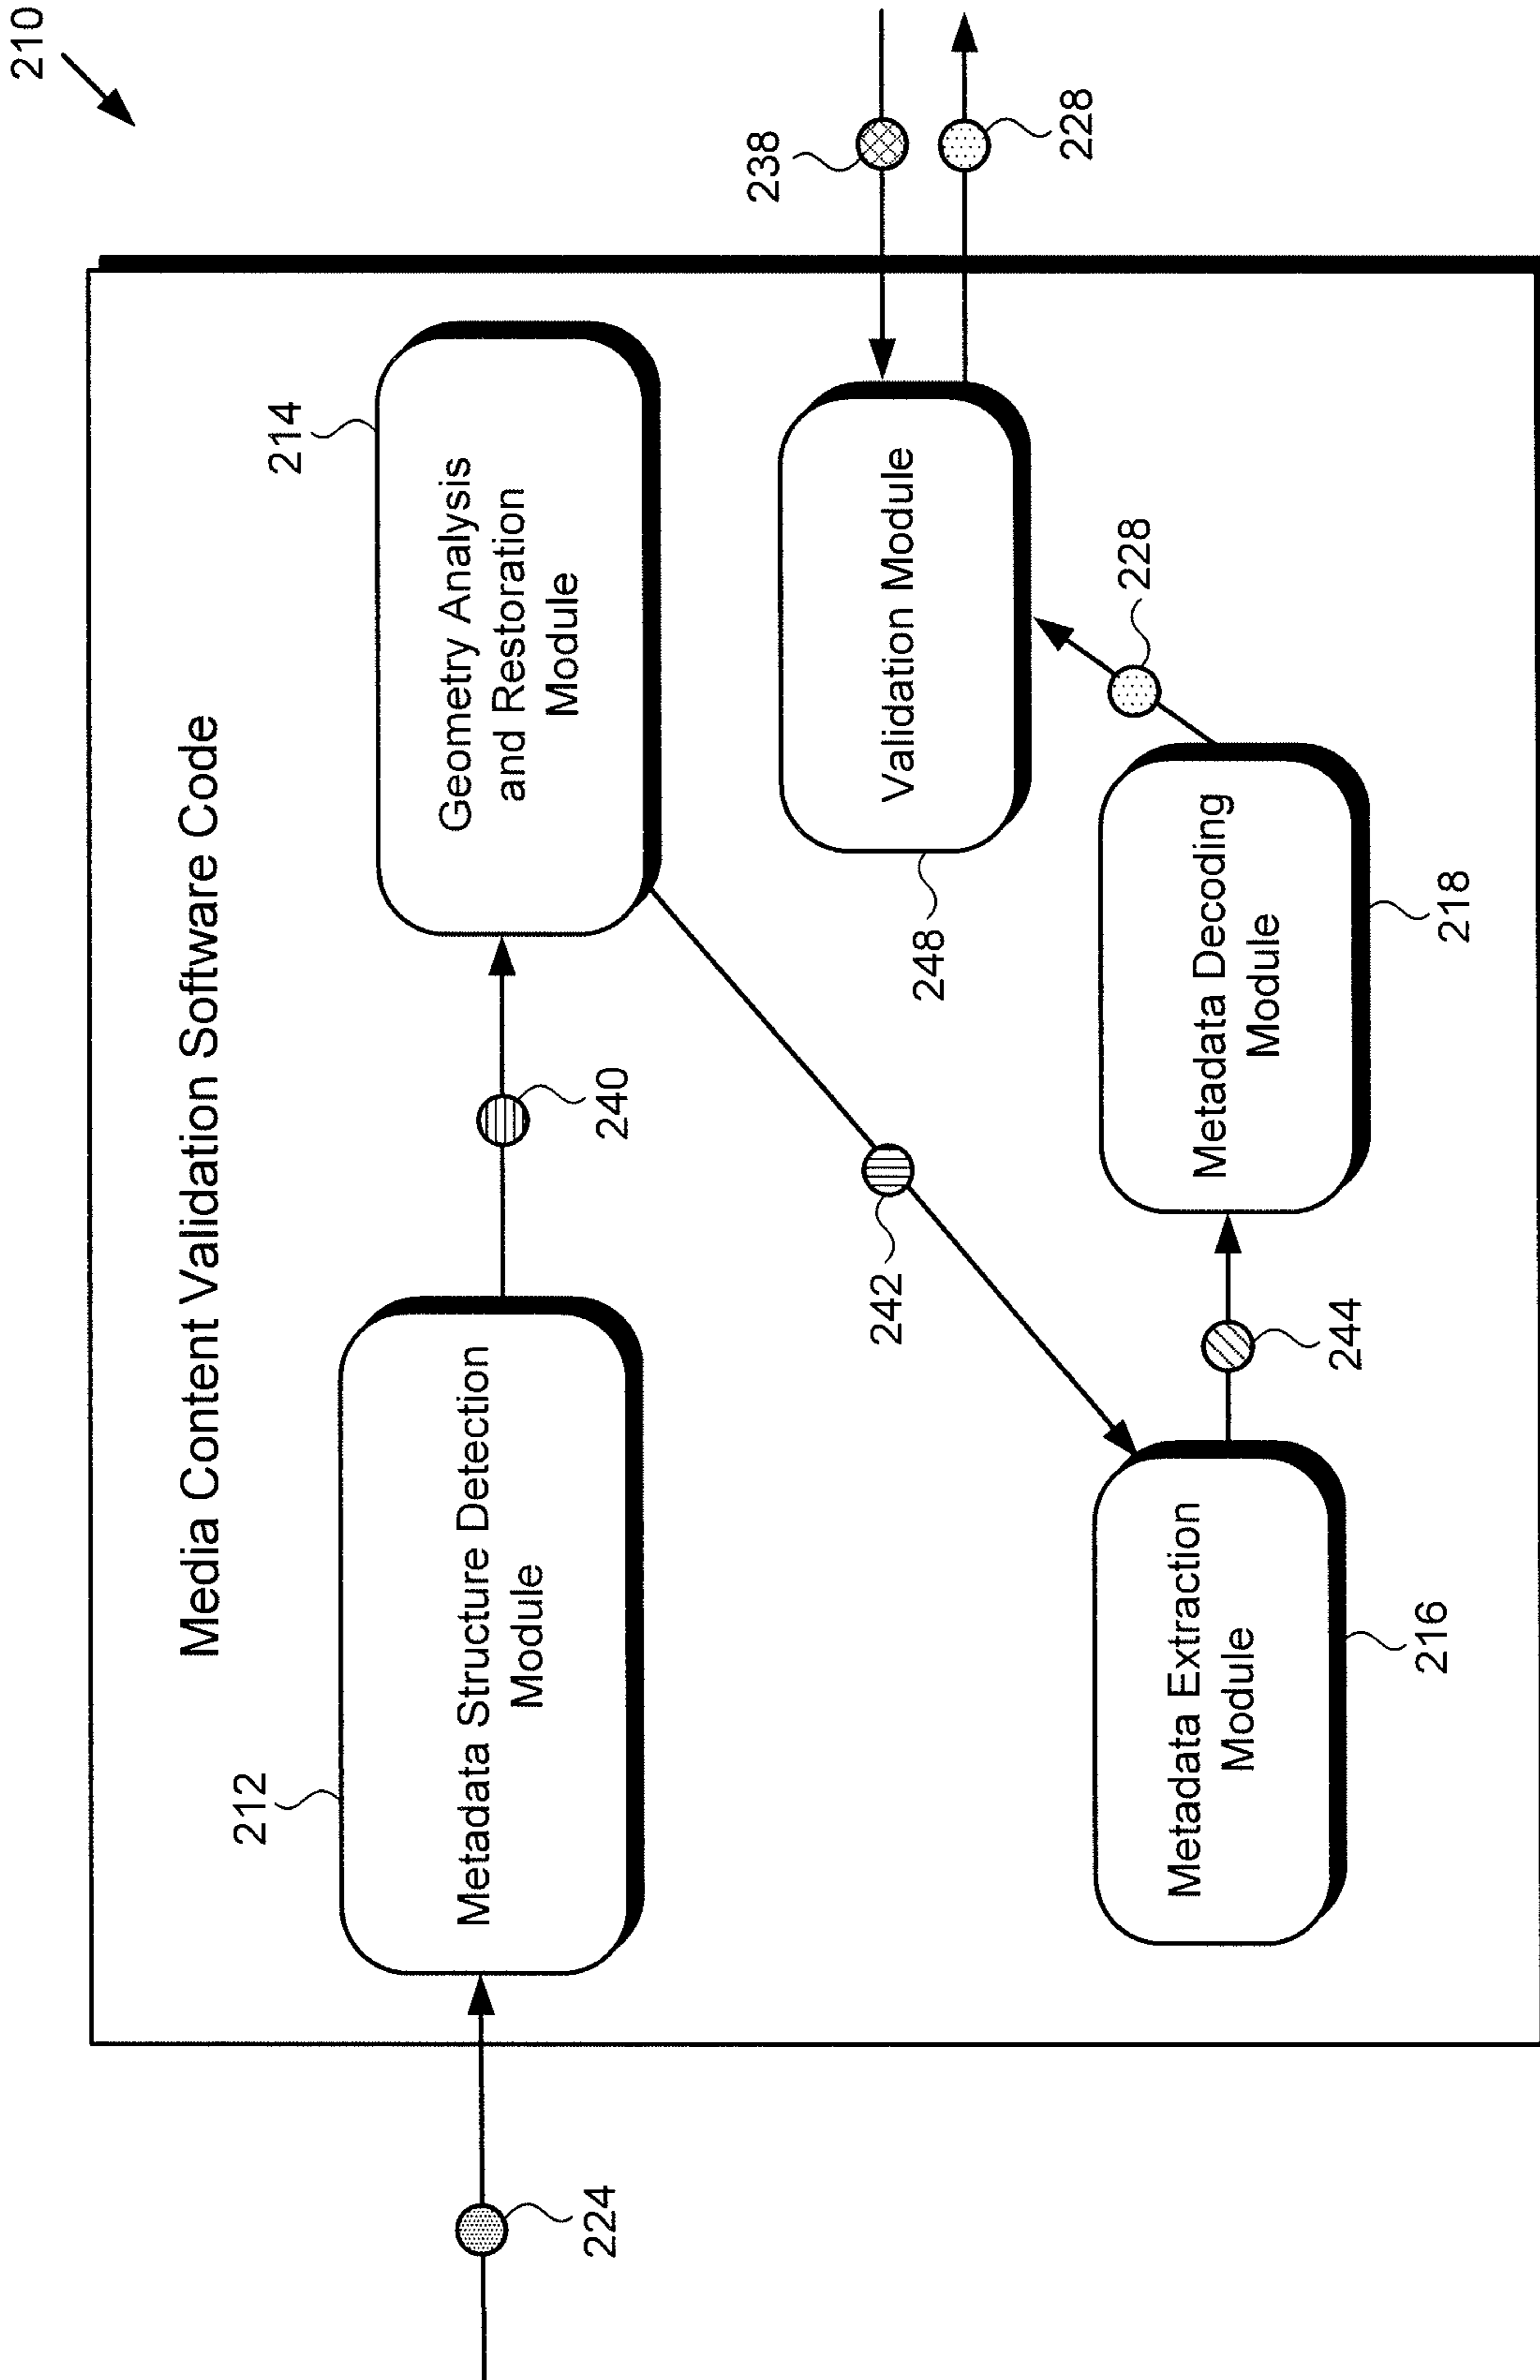 210
Media Content Validation Software Code
212
Metadata Structure Detection
Module
214
Geometry Analysis
and Restoration
Module
224
240
238
228
242
248
Validation Module
228
Metadata Extraction
Module
216
244
Metadata Decoding
Module
218